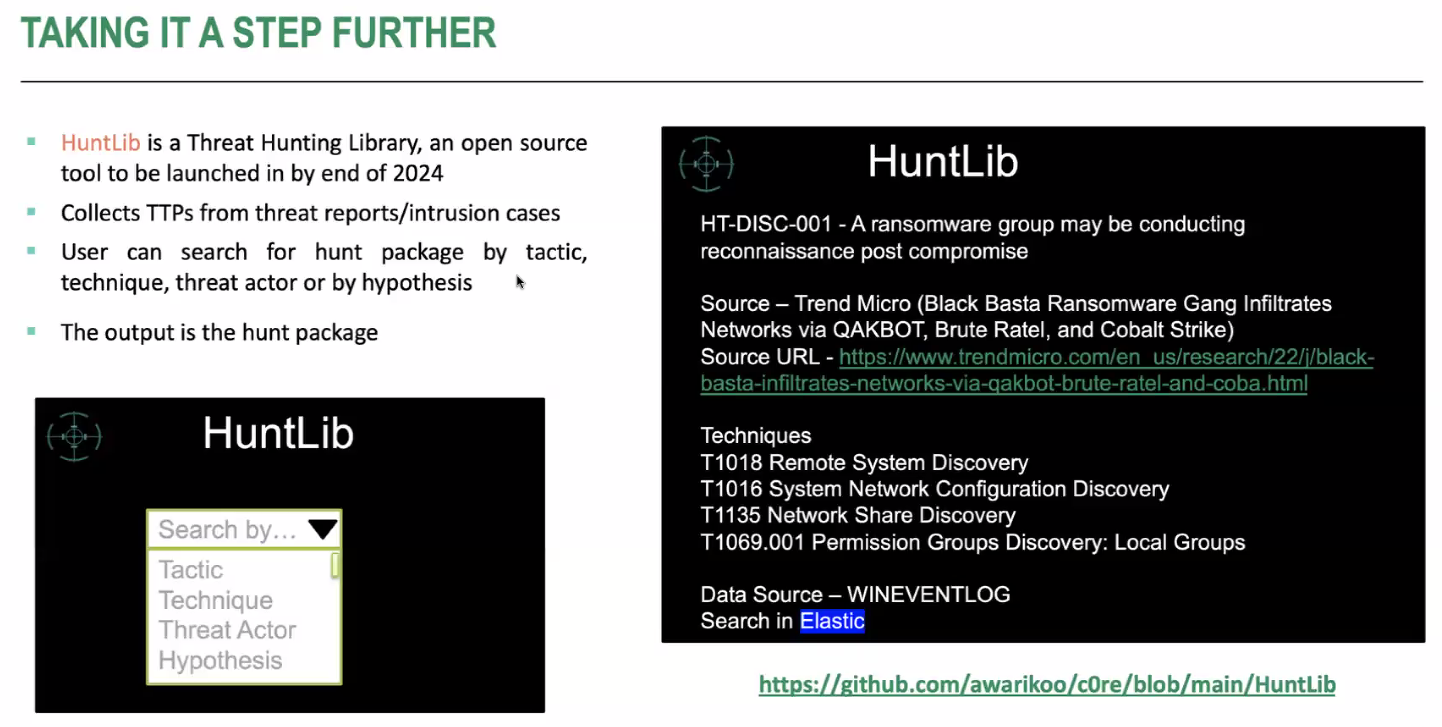 TAKING IT A STEP FURTHER
HuntLib is a Threat Hunting Library, an open source
tool to be launched in by end of 2024
Collects TTPs from threat reports/intrusion cases
User can search for hunt package by tactic,
technique, threat actor or by hypothesis
The output is the hunt package
HuntLib
Search by...
Tactic
Technique
Threat Actor
Hypothesis
HuntLib
HT-DISC-001 - A ransomware group may be conducting
reconnaissance post compromise
Source – Trend Micro (Black Basta Ransomware Gang Infiltrates
Networks via QAKBOT, Brute Ratel, and Cobalt Strike)
Source URL - https://www.trendmicro.com/en_us/research/22/j/black-
basta-infiltrates-networks-via-qakbot-brute-ratel-and-coba.html
Techniques
T1018 Remote System Discovery
T1016 System Network Configuration Discovery
T1135 Network Share Discovery
T1069.001 Permission Groups Discovery: Local Groups
Data Source – WINEVENTLOG
Search in Elastic
https://github.com/awarikoo/c0re/blob/main/HuntLib